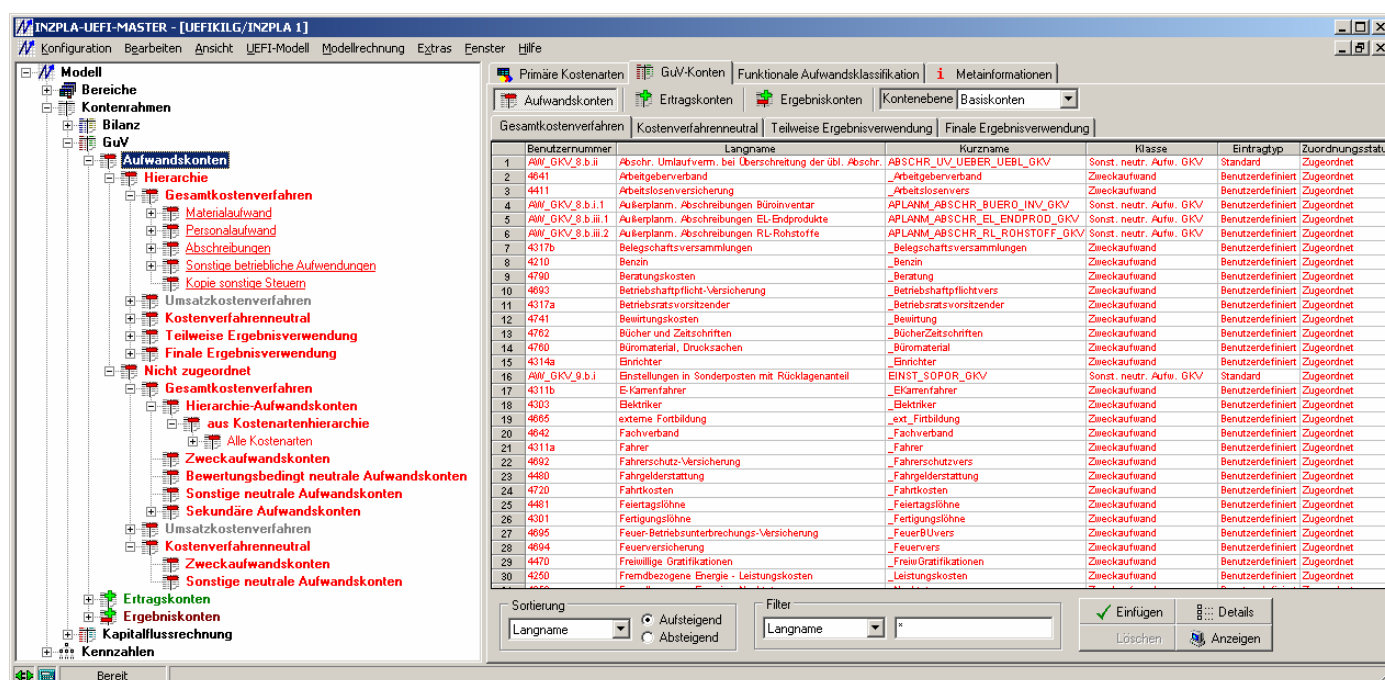 INZPLA-UEFI-MASTER - [UEFIKILG/INZPLA 1]
Konfiguration Bearbeiten Ansicht UEFI-Modell Modellrechnung Extras Fenster Hilfe
Modell
Bereiche
Kontenrahmen
Bilanz
GuV
Aufwandskonten
Hierarchie
Gesamtkostenverfahren
Materialaufwand
Personalaufwand
Abschreibungen
Sonstige betriebliche Aufwendungen
Kopie sonstige Steuern
Umsatzkostenverfahren
Kostenverfahrenneutral
Teilweise Ergebnisverwendung
Finale Ergebnisverwendung
Nicht zugeordnet
Gesamtkostenverfahren
Hierarchie-Aufwandskonten
aus Kostenartenhierarchie
Alle Kostenarten
Zweckaufwandskonten
Bewertungsbedingt neutrale Aufwandskonten
Sonstige neutrale Aufwandskonten
Sekundäre Aufwandskonten
Umsatzkostenverfahren
Kostenverfahrenneutral
Zweckaufwandskonten
Sonstige neutrale Aufwandskonten
Ertragskonten
Ergebniskonten
Kapitalflussrechnung
Kennzahlen
Primäre Kostenarten GuV-Konten Funktionale Aufwandsklassifikation Metainformationen
Aufwandskonten Ertragskonten Ergebniskonten Kontenebene Basiskonten
Gesamtkostenverfahren Kostenverfahrenneutral Teilweise Ergebnisverwendung Finale Ergebnisverwendung
Benutzernummer Langname Kurzname Klasse Eintragtyp Zuordnungsstatu
1 AW_GKV_8.b.ii Abschr. Umlaufverm. bei Überschreitung der übl. Abschr. ABSCHR_UV_UEBER_UEBL_GKV Sonst. neutr. Aufw. GKV Standard Zugeordnet
2 4641 Arbeitgeberverband _Arbeitgeberverband Zweckaufwand Benutzerdefiniert Zugeordnet
3 4411 Arbeitslosenversicherung _Arbeitslosenvers Zweckaufwand Benutzerdefiniert Zugeordnet
4 AW_GKV_8.b.i.1 Außerplanm. Abschreibungen Büroinventar APLANM_ABSCHR_BUERO_INV_GKV Sonst. neutr. Aufw. GKV Benutzerdefiniert Zugeordnet
5 AW_GKV_8.b.iii.1 Außerplanm. Abschreibungen EL-Endprodukte APLANM_ABSCHR_EL_ENDPROD_GKV Sonst. neutr. Aufw. GKV Benutzerdefiniert Zugeordnet
6 AW_GKV_8.b.iii.2 Außerplanm. Abschreibungen RL-Rohstoffe APLANM_ABSCHR_RL_ROHSTOFF_GKV Sonst. neutr. Aufw. GKV Benutzerdefiniert Zugeordnet
7 4317b Belegschaftsversammlungen _Belegschaftsversammlungen Zweckaufwand Benutzerdefiniert Zugeordnet
8 4210 Benzin _Benzin Zweckaufwand Benutzerdefiniert Zugeordnet
9 4790 Beratungskosten _Beratung Zweckaufwand Benutzerdefiniert Zugeordnet
10 4693 Betriebshaftpflicht-Versicherung _Betriebshaftpflichtvers Zweckaufwand Benutzerdefiniert Zugeordnet
11 4317a Betriebsratsvorsitzender _Betriebsratsvorsitzender Zweckaufwand Benutzerdefiniert Zugeordnet
12 4741 Bewirtungskosten _Bewirtung Zweckaufwand Benutzerdefiniert Zugeordnet
13 4762 Bücher und Zeitschriften _BücherZeitschriften Zweckaufwand Benutzerdefiniert Zugeordnet
14 4760 Büromaterial, Drucksachen _Büromaterial Zweckaufwand Benutzerdefiniert Zugeordnet
15 4314a Einrichter _Einrichter Zweckaufwand Benutzerdefiniert Zugeordnet
16 AW_GKV_9.b.i Einstellungen in Sonderposten mit Rücklagenanteil EINST_SOPOR_GKV Sonst. neutr. Aufw. GKV Standard Zugeordnet
17 4311b E-Karrenfahrer _EKarrenfahrer Zweckaufwand Benutzerdefiniert Zugeordnet
18 4303 Elektriker _Elektriker Zweckaufwand Benutzerdefiniert Zugeordnet
19 4665 externe Fortbildung _ext_Firtbildung Zweckaufwand Benutzerdefiniert Zugeordnet
20 4642 Fachverband _Fachverband Zweckaufwand Benutzerdefiniert Zugeordnet
21 4311a Fahrer _Fahrer Zweckaufwand Benutzerdefiniert Zugeordnet
22 4692 Fahrerschutz-Versicherung _Fahrerschutzvers Zweckaufwand Benutzerdefiniert Zugeordnet
23 4480 Fahrgelderstattung _Fahrgelderstattung Zweckaufwand Benutzerdefiniert Zugeordnet
24 4720 Fahrtkosten _Fahrtkosten Zweckaufwand Benutzerdefiniert Zugeordnet
25 4481 Feiertagslöhne _Feiertagslöhne Zweckaufwand Benutzerdefiniert Zugeordnet
26 4301 Fertigungslöhne _Fertigungslöhne Zweckaufwand Benutzerdefiniert Zugeordnet
27 4695 Feuer-Betriebsunterbrechungs-Versicherung _FeuerBUvers Zweckaufwand Benutzerdefiniert Zugeordnet
28 4694 Feuerversicherung _Feuervers Zweckaufwand Benutzerdefiniert Zugeordnet
29 4470 Freiwillige Gratifikationen _FreiwGratifikationen Zweckaufwand Benutzerdefiniert Zugeordnet
30 4250 Fremdbezogene Energie - Leistungskosten _Leistungskosten Zweckaufwand Benutzerdefiniert Zugeordnet
Sortierung Filter
Langname Aufsteigend Absteigend Langname * Einfügen Details
Löschen Anzeigen
Bereit